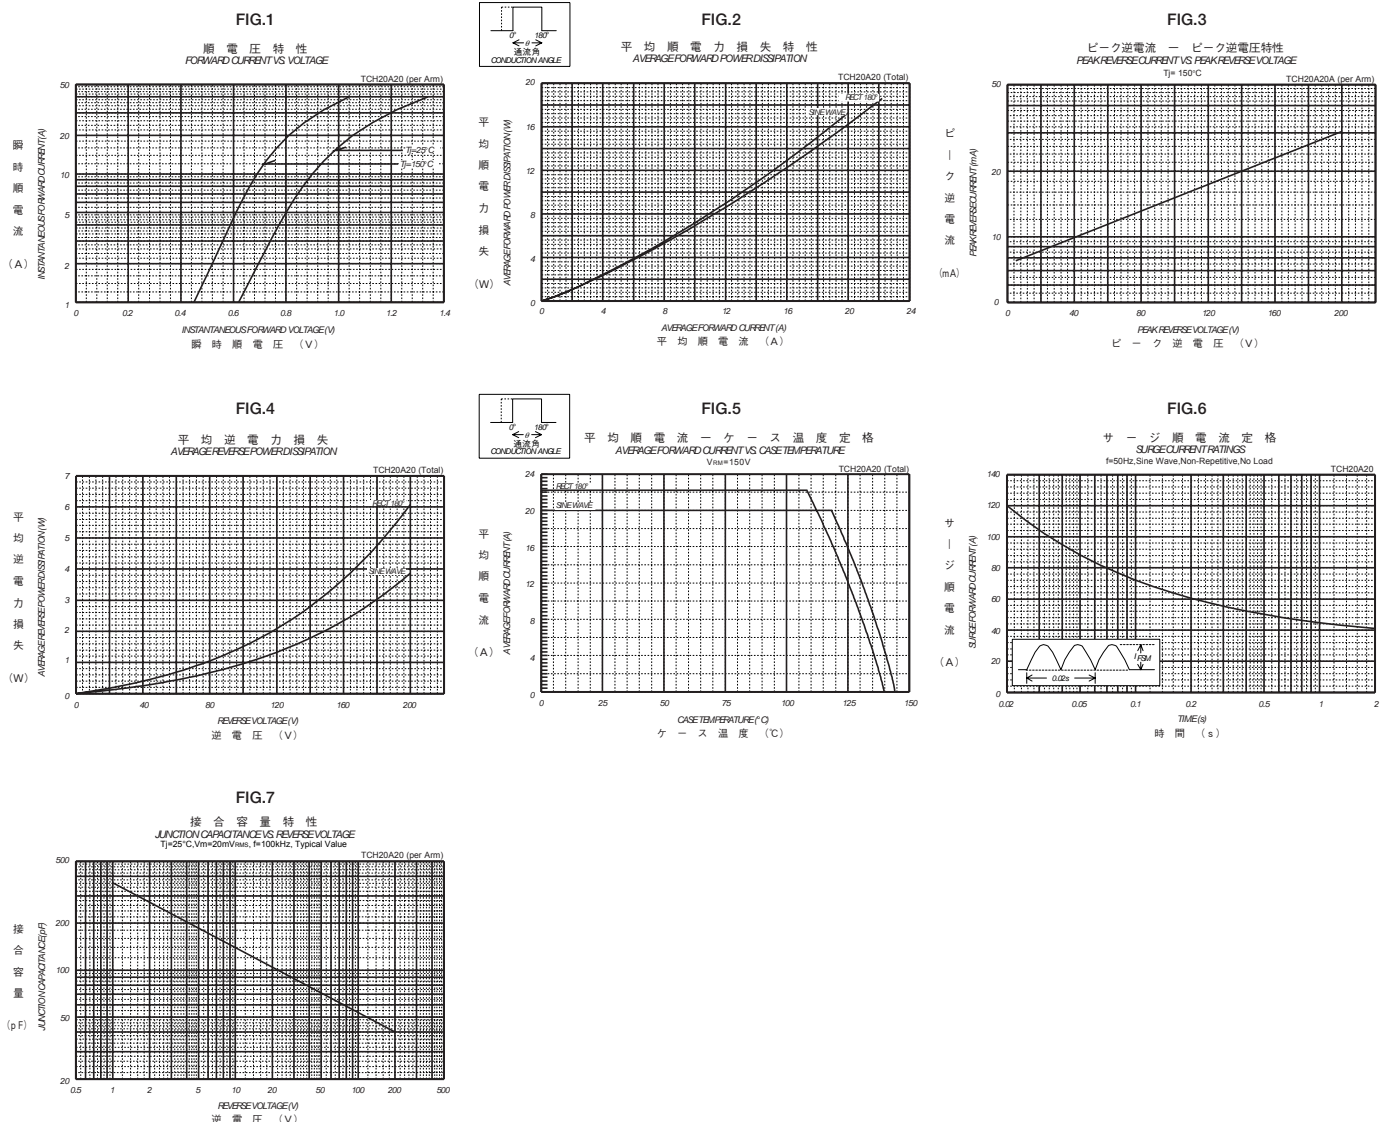 FIG.1
順電圧特性
FORWARD CURRENT VS. VOLTAGE
TCH20A20 (per Arm)
50
20
10
5
2
1
瞬時順電流
(A)
INSTANTANEOUS FORWARD CURRENT (A)
Tj=25°C
Tj=150°C
0
0.2
0.4
0.6
0.8
1.0
1.2
1.4
INSTANTANEOUS FORWARD VOLTAGE (V)
瞬時順電圧 (V)
0° 180°
θ
通流角
CONDUCTION ANGLE
FIG.2
平均順電力損失特性
AVERAGE FORWARD POWER DISSIPATION
TCH20A20 (Total)
20
16
12
8
4
0
平均順電力損失
(W)
AVERAGE FORWARD POWER DISSIPATION (W)
RECT 180°
SINE WAVE
0
4
8
12
16
20
24
AVERAGE FORWARD CURRENT (A)
平均順電流 (A)
FIG.3
ピーク逆電流 ー ピーク逆電圧特性
PEAK REVERSE CURRENT VS. PEAK REVERSE VOLTAGE
Tj= 150°C
TCH20A20A (per Arm)
50
20
10
0
ピーク逆電流
(mA)
PEAK REVERSE CURRENT (mA)
0
40
80
120
160
200
PEAK REVERSE VOLTAGE (V)
ピーク逆電圧 (V)
FIG.4
平均逆電力損失
AVERAGE REVERSE POWER DISSIPATION
TCH20A20 (Total)
7
6
5
4
3
2
1
0
平均逆電力損失
(W)
AVERAGE REVERSE POWER DISSIPATION (W)
RECT 180°
SINE WAVE
0
40
80
120
160
200
REVERSE VOLTAGE (V)
逆電圧 (V)
0° 180°
θ
通流角
CONDUCTION ANGLE
FIG.5
平均順電流ーケース温度定格
AVERAGE FORWARD CURRENT VS. CASE TEMPERATURE
VRM=150V
TCH20A20 (Total)
24
20
16
12
8
4
0
平均順電流
(A)
AVERAGE FORWARD CURRENT (A)
RECT 180°
SINE WAVE
0
25
50
75
100
125
150
CASE TEMPERATURE (°C)
ケース温度 (℃)
FIG.6
サージ順電流定格
SURGE CURRENT RATINGS
f=50Hz,Sine Wave,Non-Repetitive,No Load
TCH20A20
140
120
100
80
60
40
20
0
サージ順電流
(A)
SURGE FORWARD CURRENT (A)
IFSM
0.02s
0.02
0.05
0.1
0.2
0.5
1
2
TIME (s)
時間 (s)
FIG.7
接合容量特性
JUNCTION CAPACITANCE VS. REVERSE VOLTAGE
Tj=25°C,Vm=20mVRMS, f=100kHz, Typical Value
TCH20A20 (per Arm)
500
200
100
50
20
接合容量
(pF)
JUNCTION CAPACITANCE (pF)
0.5
1
2
5
10
20
50
100
200
500
REVERSE VOLTAGE (V)
逆電圧 (V)